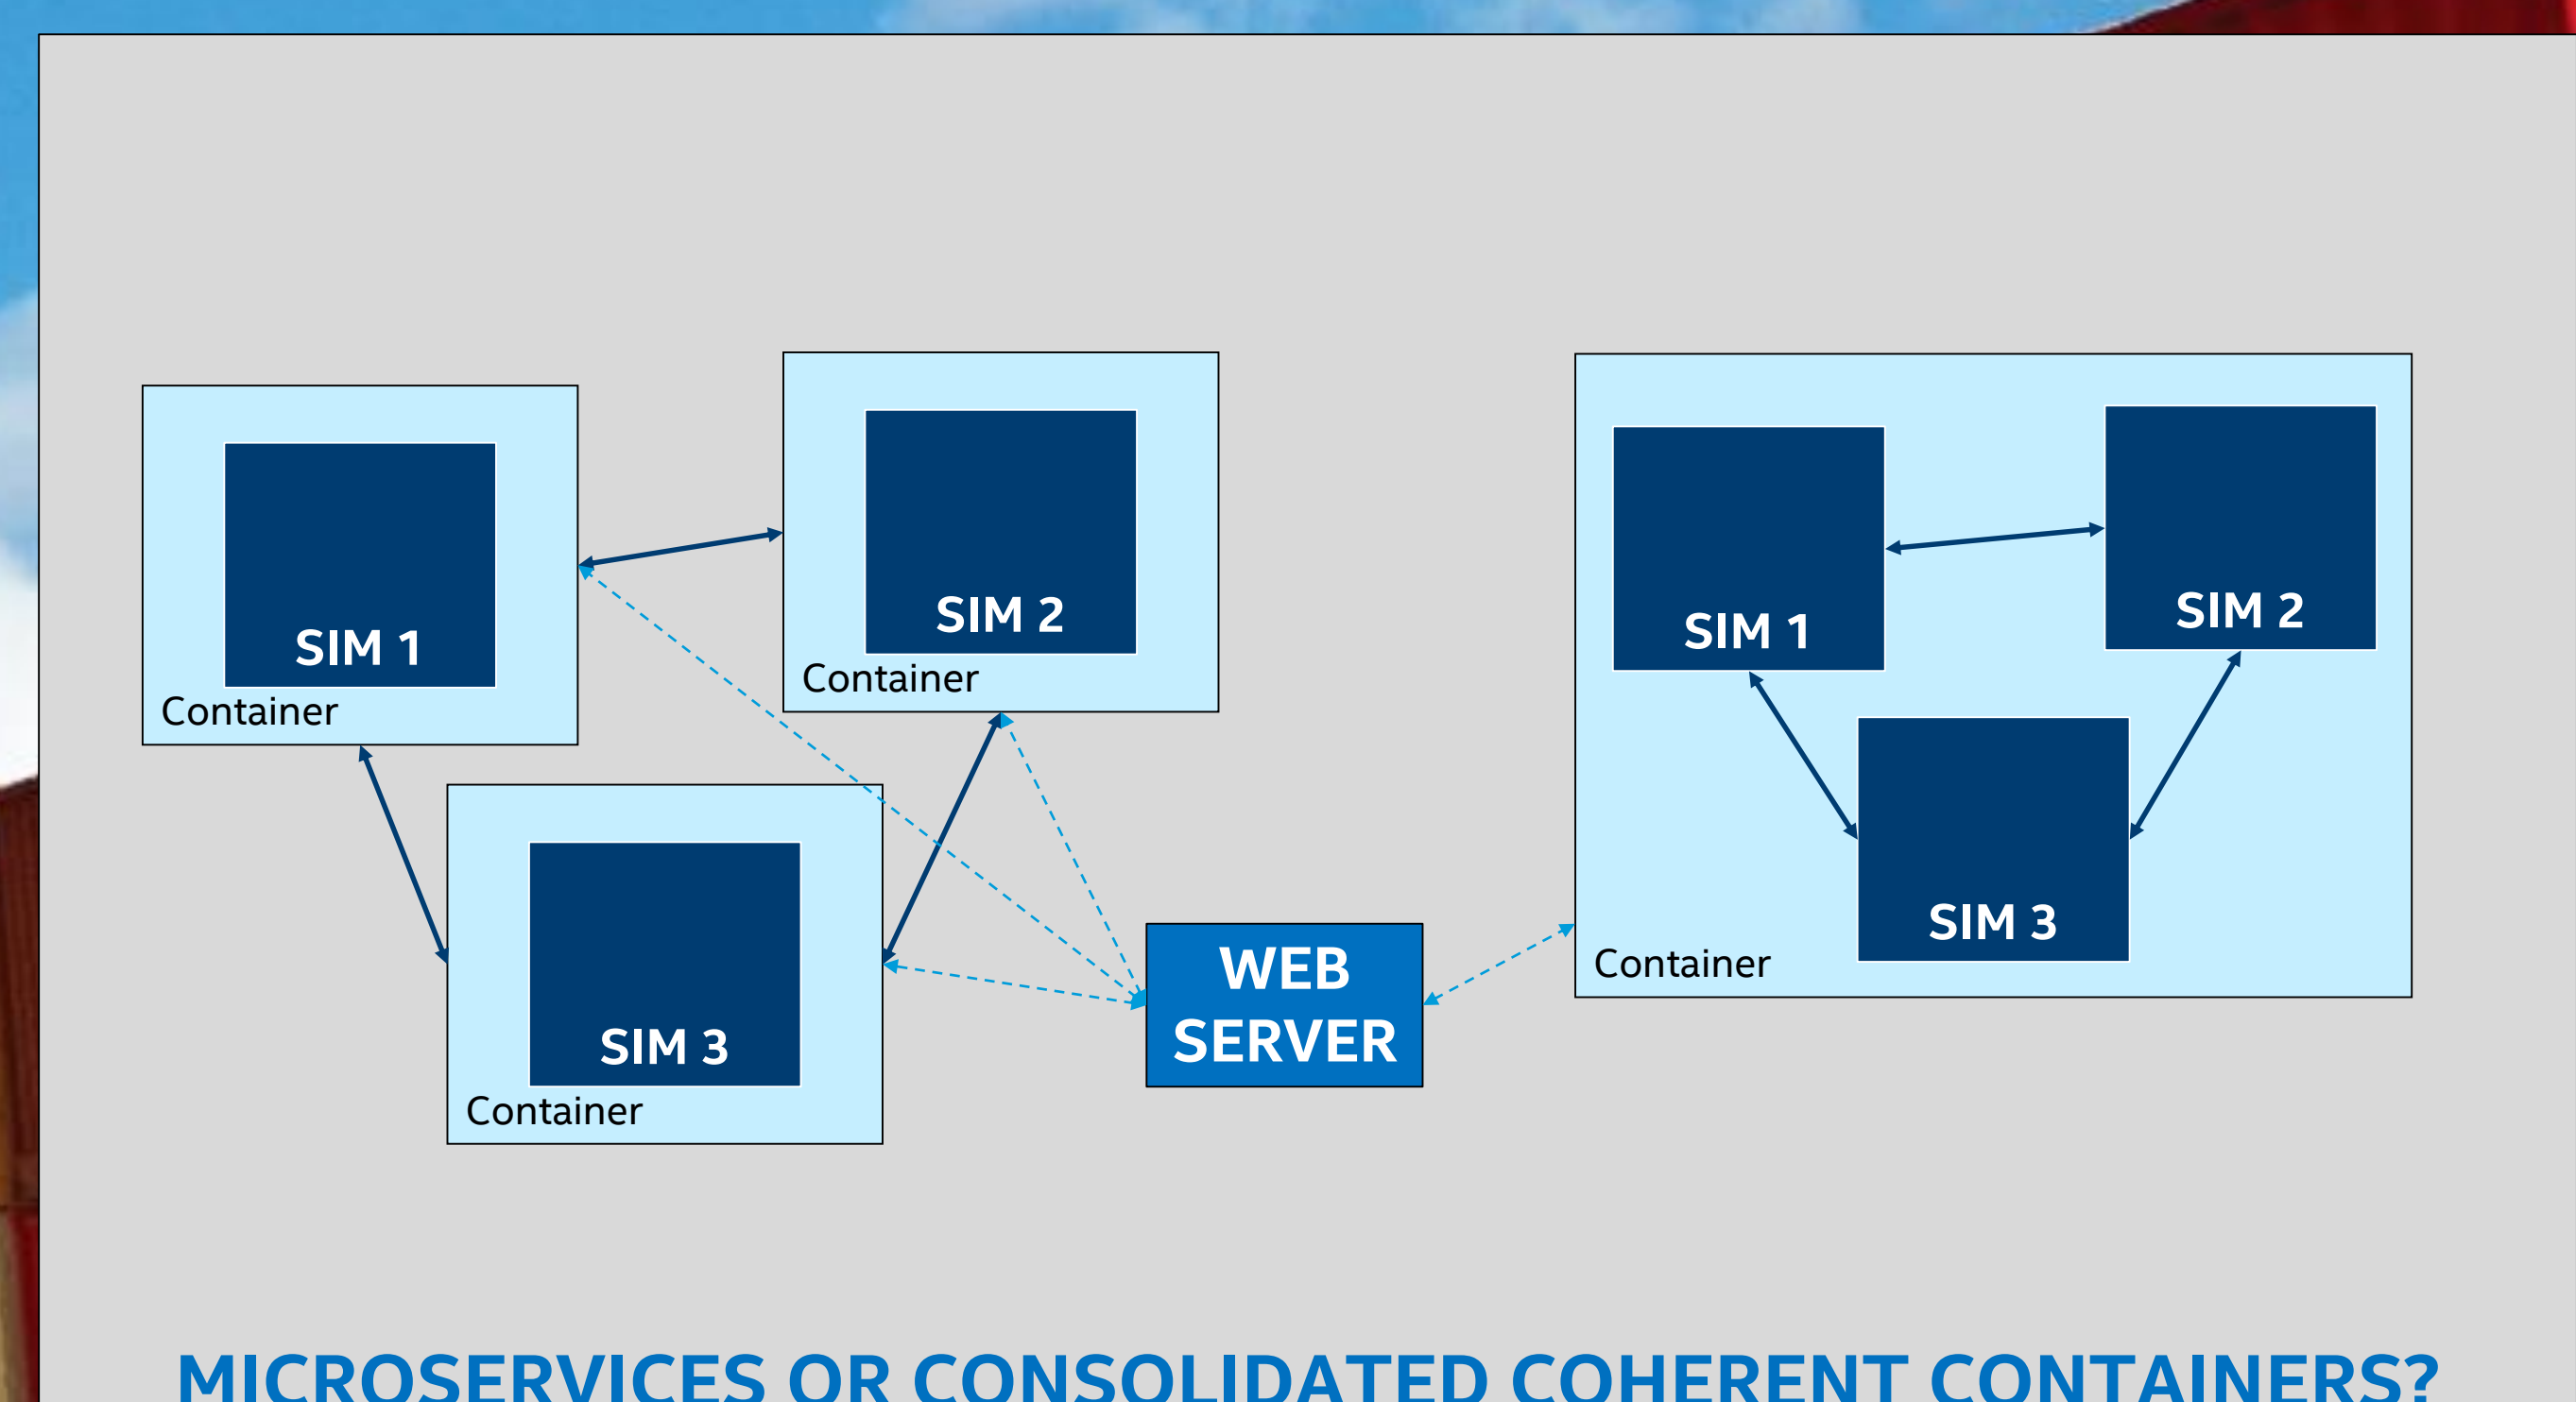 SIM 1
Container
SIM 2
Container
SIM 3
Container
WEB
SERVER
SIM 1
SIM 2
SIM 3
Container
MICROSERVICES OR CONSOLIDATED COHERENT CONTAINERS?